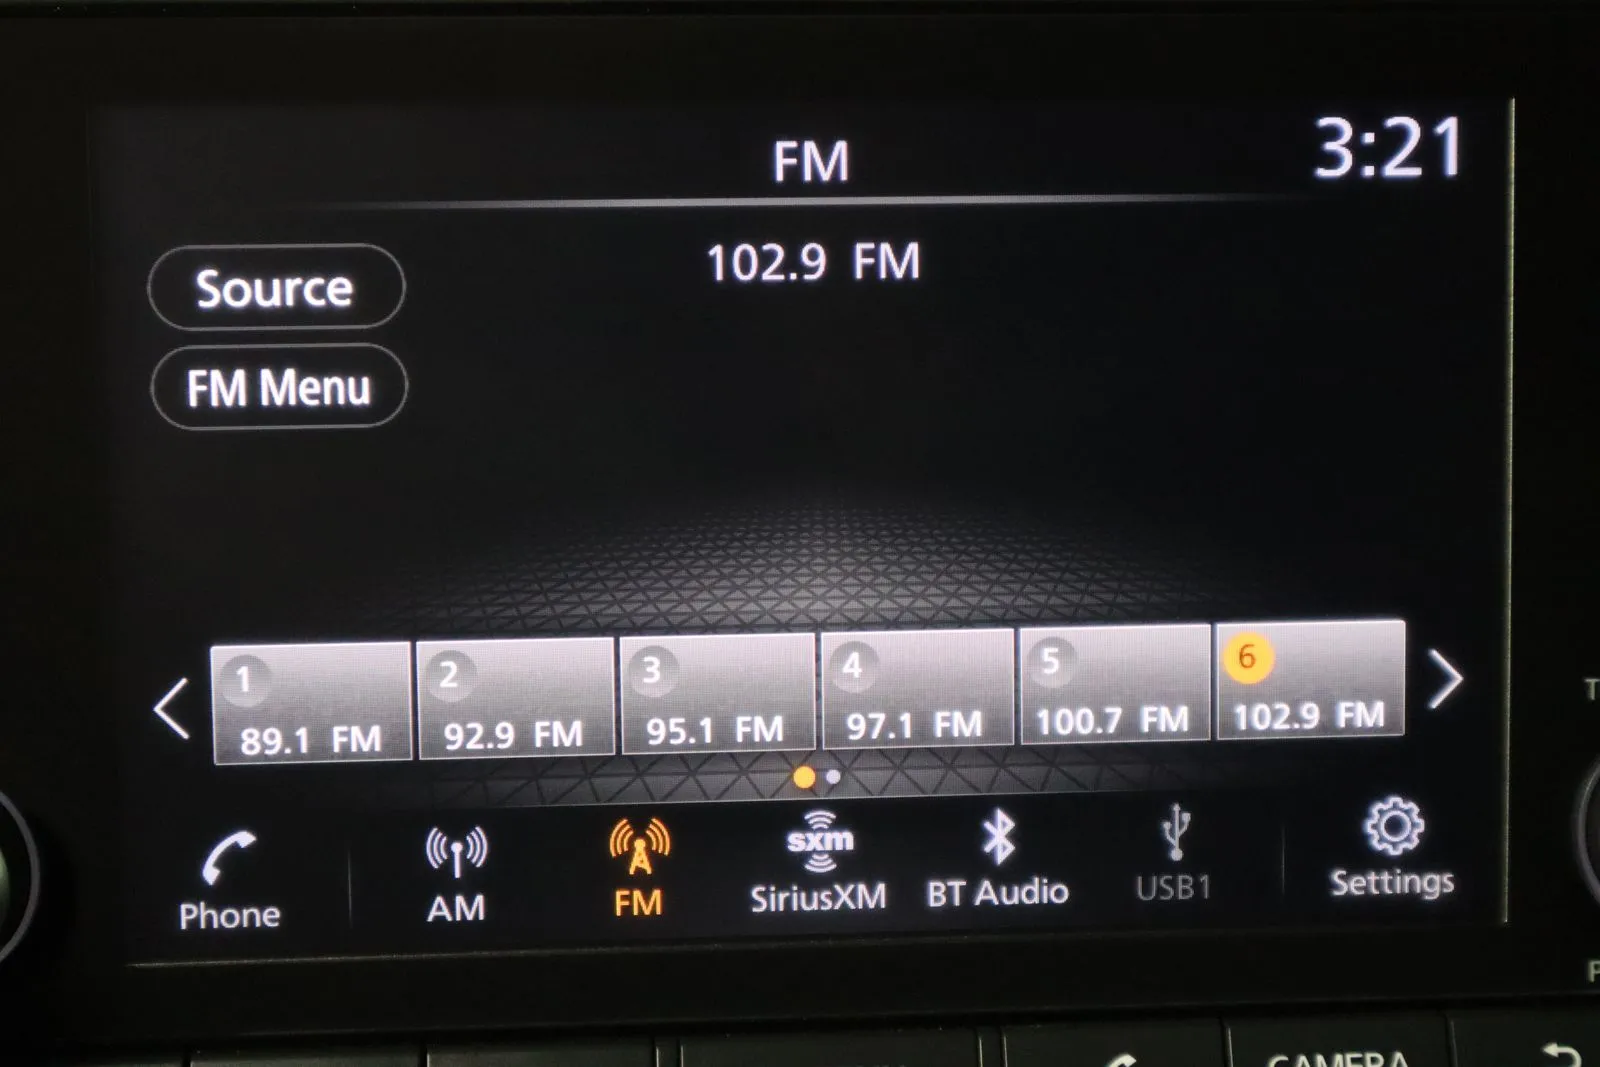 FM
3:21
102.9 FM
Source
FM Menu
1
2
3
4
5
6
89.1 FM
92.9 FM
95.1 FM
97.1 FM
100.7 FM
102.9 FM
sxm
Phone
AM
FM
SiriusXM
BT Audio
USB1
Settings
CAMERA